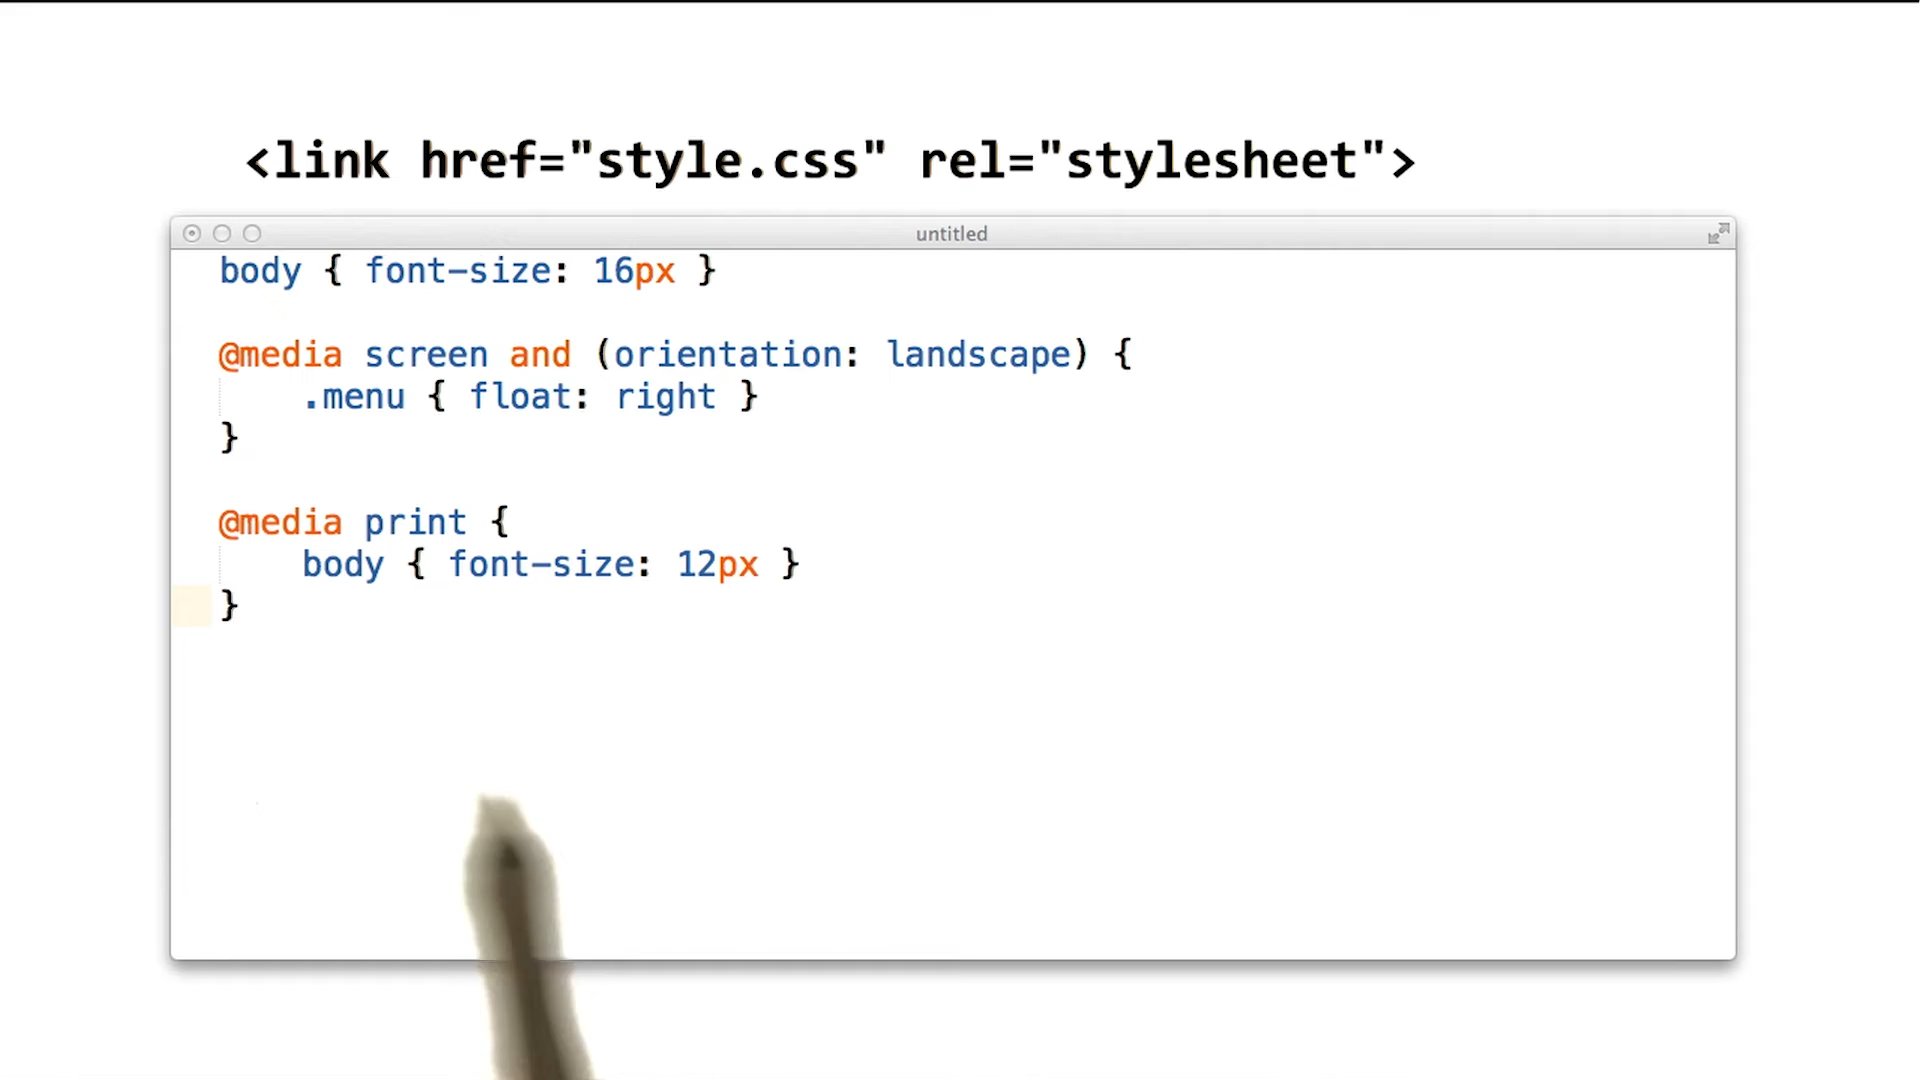 <link href="style.css" rel="stylesheet">
untitled
body { font-size: 16px }
@media screen and (orientation: landscape) {
.menu { float: right }
}
@media print {
body { font-size: 12px }
}